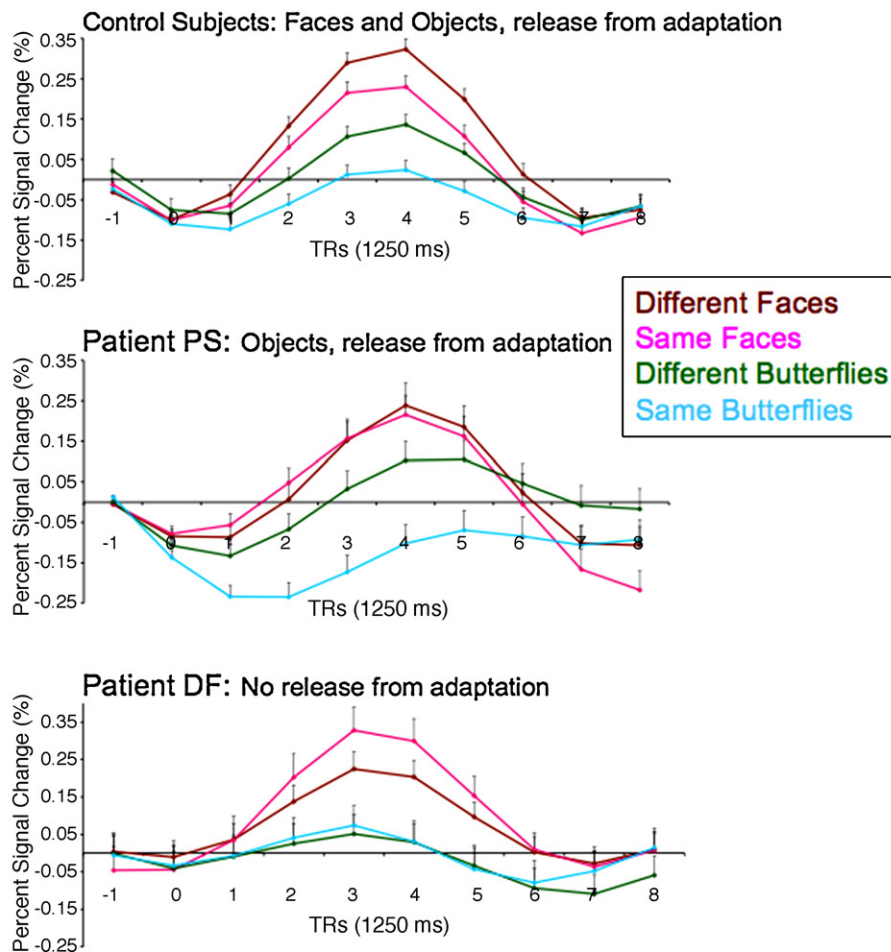 Control Subjects: Faces and Objects, release from adaptation
Percent Signal Change (%)
0.35
0.25
0.15
0.05
-0.05
-0.15
-0.25
-1 0 1 2 3 4 5 6 7 8
TRs (1250 ms)
Different Faces
Same Faces
Different Butterflies
Same Butterflies
Patient PS: Objects, release from adaptation
Percent Signal Change (%)
0.35
0.25
0.15
0.05
-0.05
-0.15
-0.25
-1 0 1 2 3 4 5 6 7 8
TRs (1250 ms)
Patient DF: No release from adaptation
Percent Signal Change (%)
0.35
0.25
0.15
0.05
-0.05
-0.15
-0.25
-1 0 1 2 3 4 5 6 7 8
TRs (1250 ms)